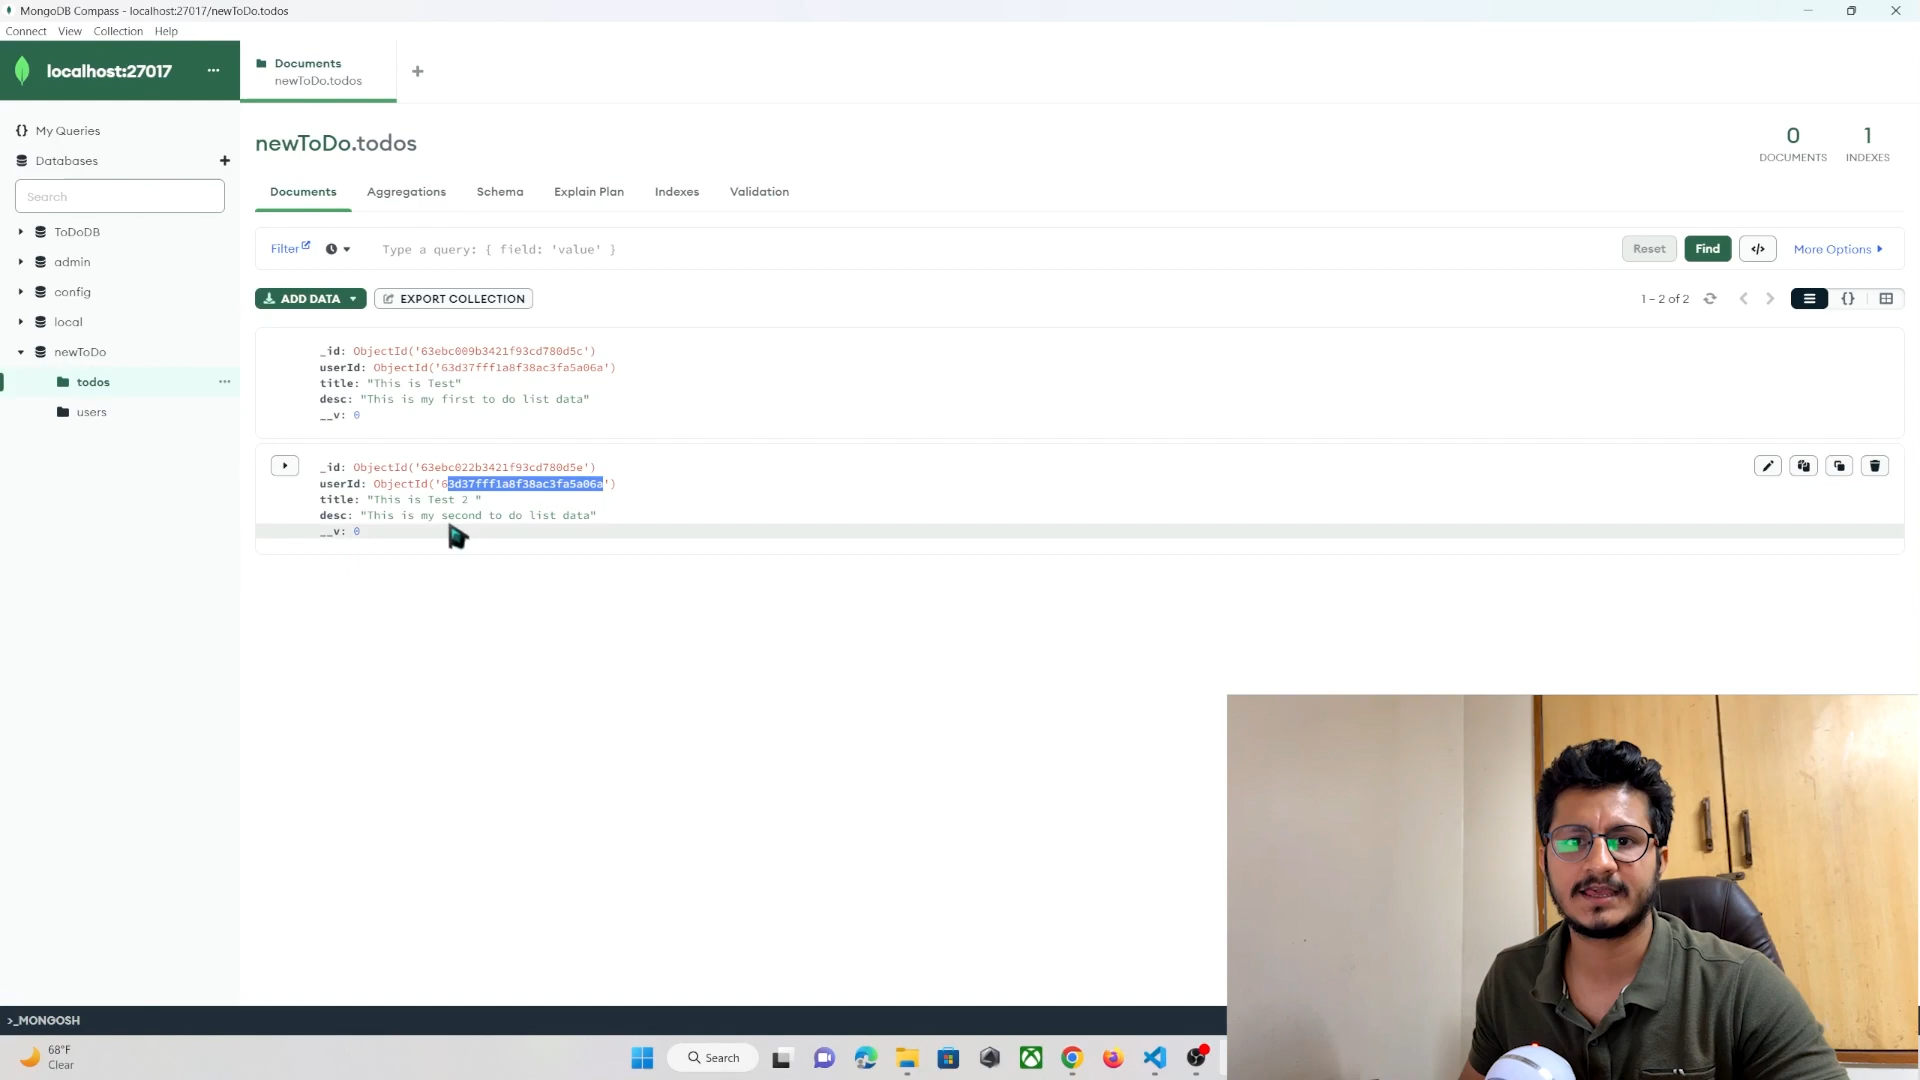 MongoDB Compass - localhost:27017/newToDo.todos
Connect View Collection Help
localhost:27017 ...
Documents
newToDo.todos
+
{} My Queries
Databases +
Search
ToDoDB
admin
config
local
newToDo
todos ...
users
newToDo.todos
0
DOCUMENTS
1
INDEXES
Documents Aggregations Schema Explain Plan Indexes Validation
Filter Type a query: { field: 'value' } Reset Find </> More Options
ADD DATA EXPORT COLLECTION 1 – 2 of 2 {}
_id: ObjectId('63ebc009b3421f93cd780d5c')
userId: ObjectId('63d37fff1a8f38ac3fa5a06a')
title: "This is Test"
desc: "This is my first to do list data"
__v: 0
_id: ObjectId('63ebc022b3421f93cd780d5e')
userId: ObjectId('63d37fff1a8f38ac3fa5a06a')
title: "This is Test 2 "
desc: "This is my second to do list data"
__v: 0
>_MONGOSH
68°F
Clear
Search